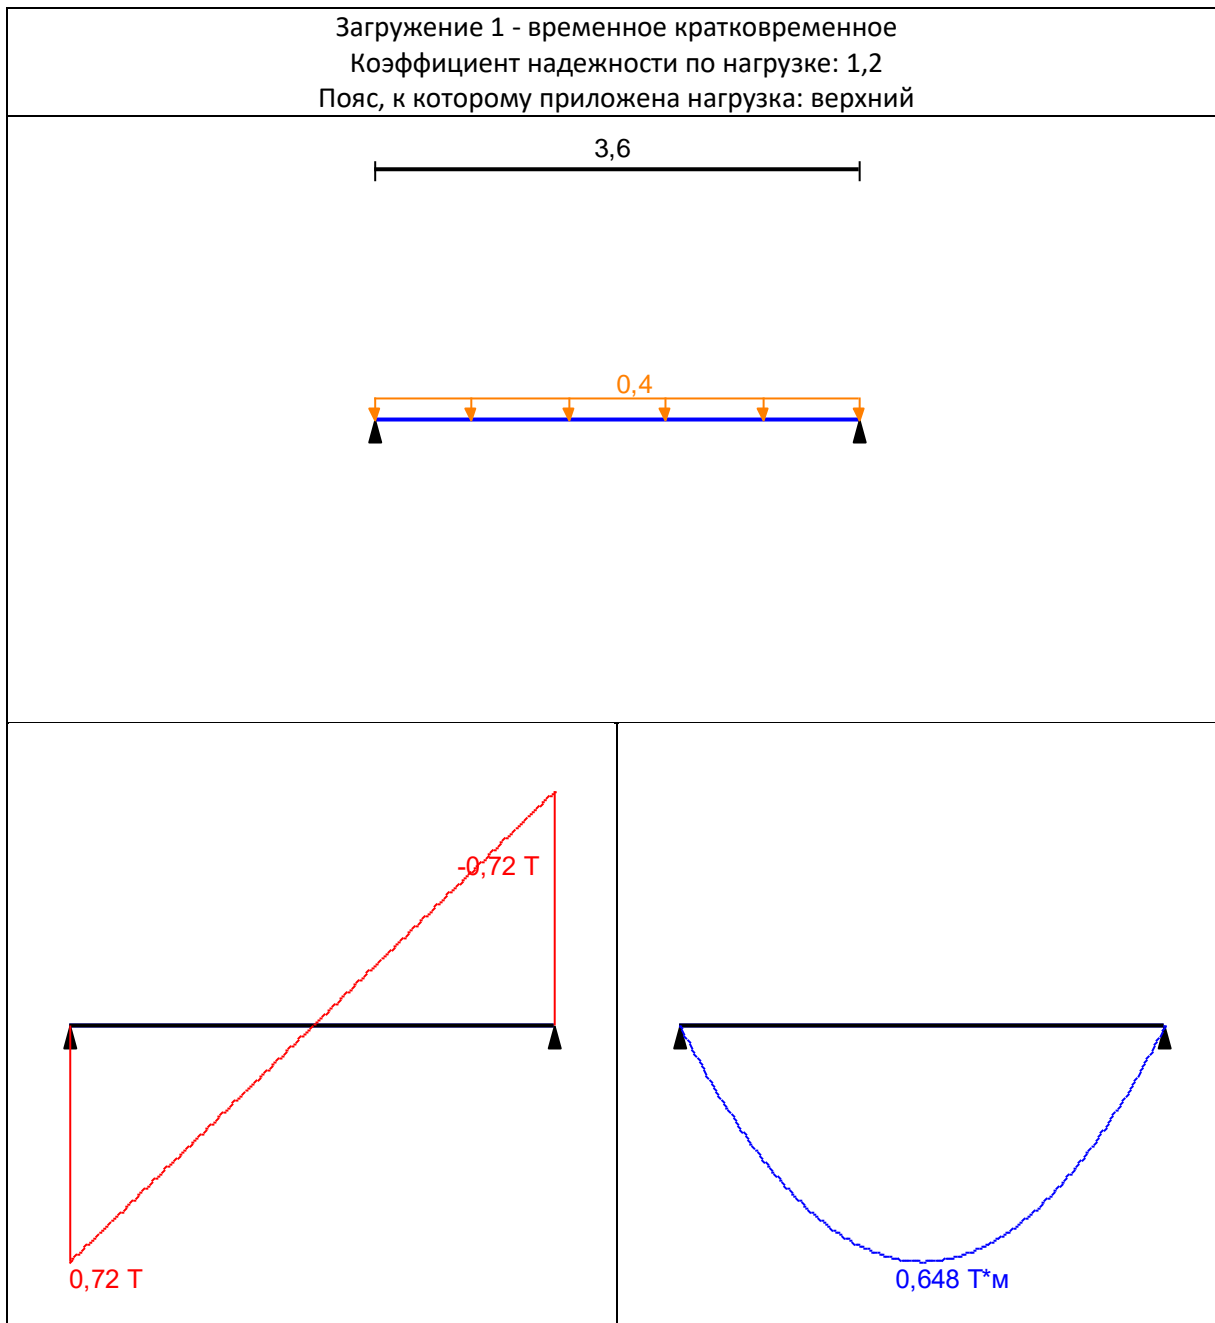 Загружение 1 - временное кратковременное
Коэффициент надежности по нагрузке: 1,2
Пояс, к которому приложена нагрузка: верхний
3,6
0,4
-0,72 Т
0,72 Т
0,648 Т*м